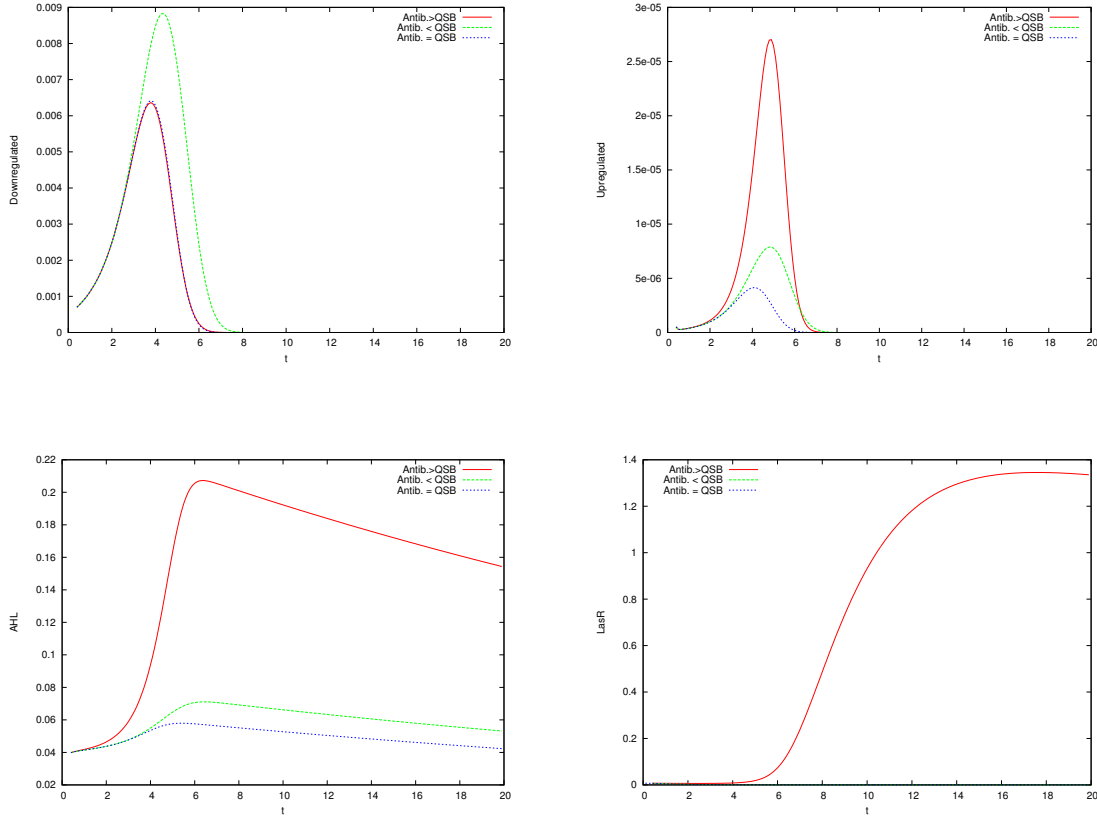 0.009
0.008
0.007
0.006
0.005
0.004
0.003
0.002
0.001
0
Downregulated
Antib.>QSB
Antib. < QSB
Antib. = QSB
0 2 4 6 8 10 12 14 16 18 20
t
3e-05
2.5e-05
2e-05
1.5e-05
1e-05
5e-06
0
Upregulated
Antib.>QSB
Antib. < QSB
Antib. = QSB
0 2 4 6 8 10 12 14 16 18 20
t
0.22
0.2
0.18
0.16
0.14
0.12
0.1
0.08
0.06
0.04
0.02
AHL
Antib.>QSB
Antib. < QSB
Antib. = QSB
0 2 4 6 8 10 12 14 16 18 20
t
1.4
1.2
1
0.8
0.6
0.4
0.2
0
LasR
Antib.>QSB
Antib. < QSB
Antib. = QSB
0 2 4 6 8 10 12 14 16 18 20
t